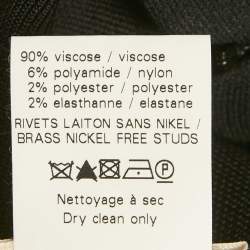 90% viscose / viscose
6% polyamide / nylon
2% polyester / polyester
2% elasthanne / elastane
RIVETS LAITON SANS NIKEL /
BRASS NICKEL FREE STUDS
Nettoyage à sec
Dry clean only